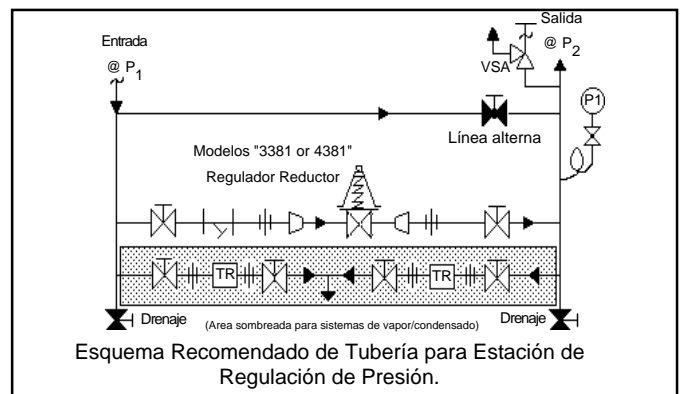 Entrada
@ P1
Salida
@ P2
VSA
P1
Línea alterna
Modelos "3381 or 4381"
Regulador Reductor
TR
TR
Drenaje
Drenaje
(Area sombreada para sistemas de vapor/condensado)
Esquema Recomendado de Tubería para Estación de
Regulación de Presión.